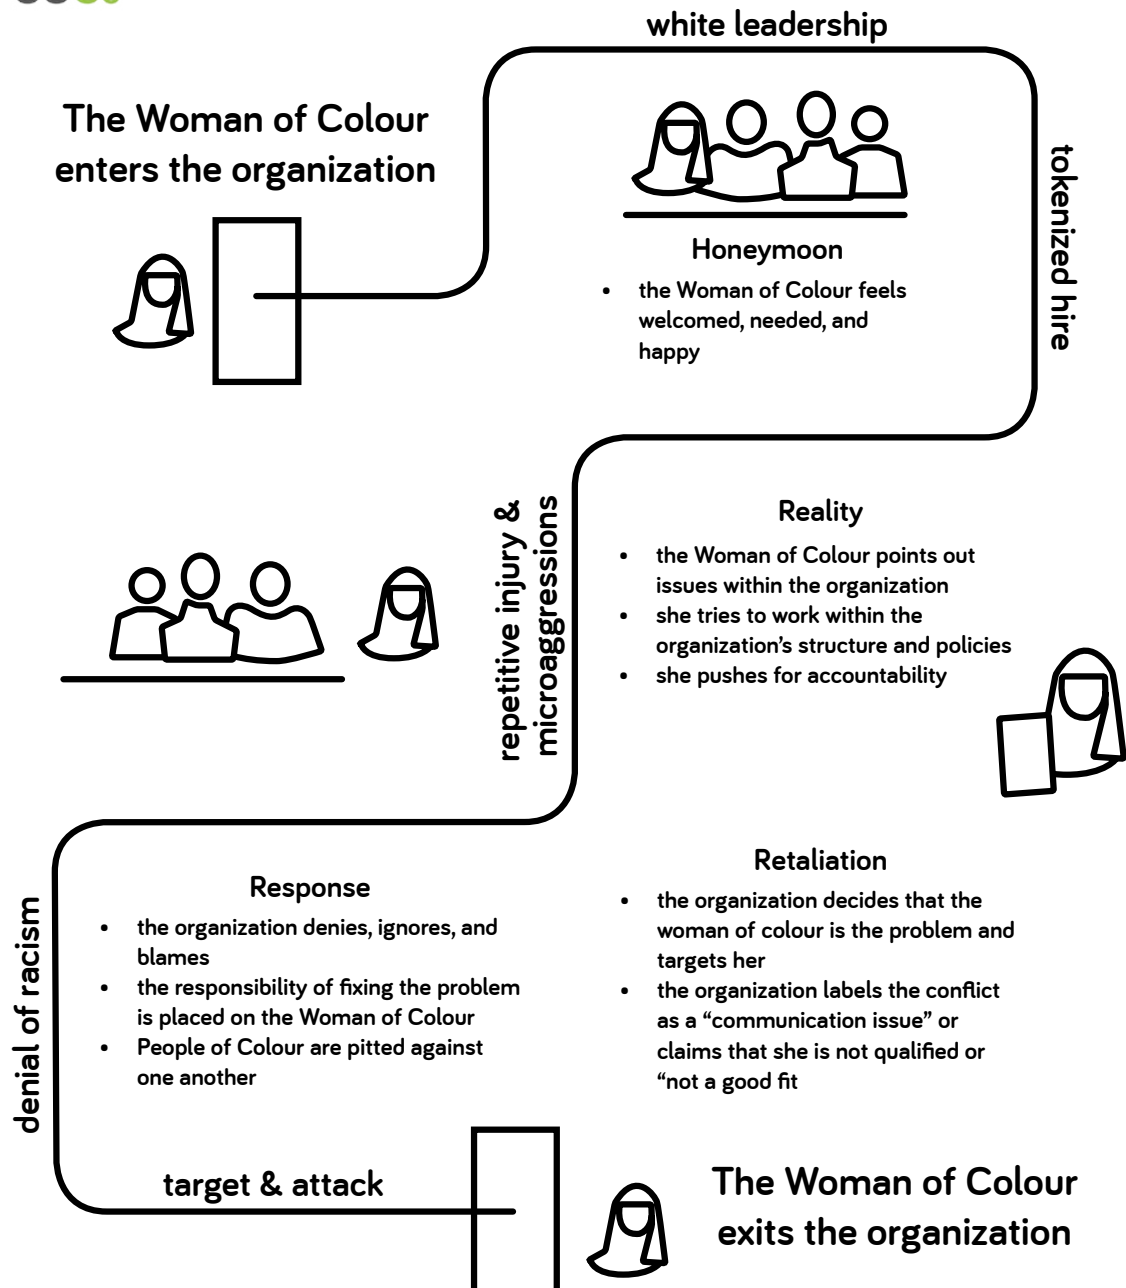 white leadership
The Woman of Colour
enters the organization
tokenized hire
Honeymoon
• the Woman of Colour feels
welcomed, needed, and
happy
repetitive injury &
microaggressions
Reality
• the Woman of Colour points out
issues within the organization
• she tries to work within the
organization’s structure and policies
• she pushes for accountability
denial of racism
Response
• the organization denies, ignores, and
blames
• the responsibility of fixing the problem
is placed on the Woman of Colour
• People of Colour are pitted against
one another
Retaliation
• the organization decides that the
woman of colour is the problem and
targets her
• the organization labels the conflict
as a “communication issue” or
claims that she is not qualified or
“not a good fit
target & attack
The Woman of Colour
exits the organization